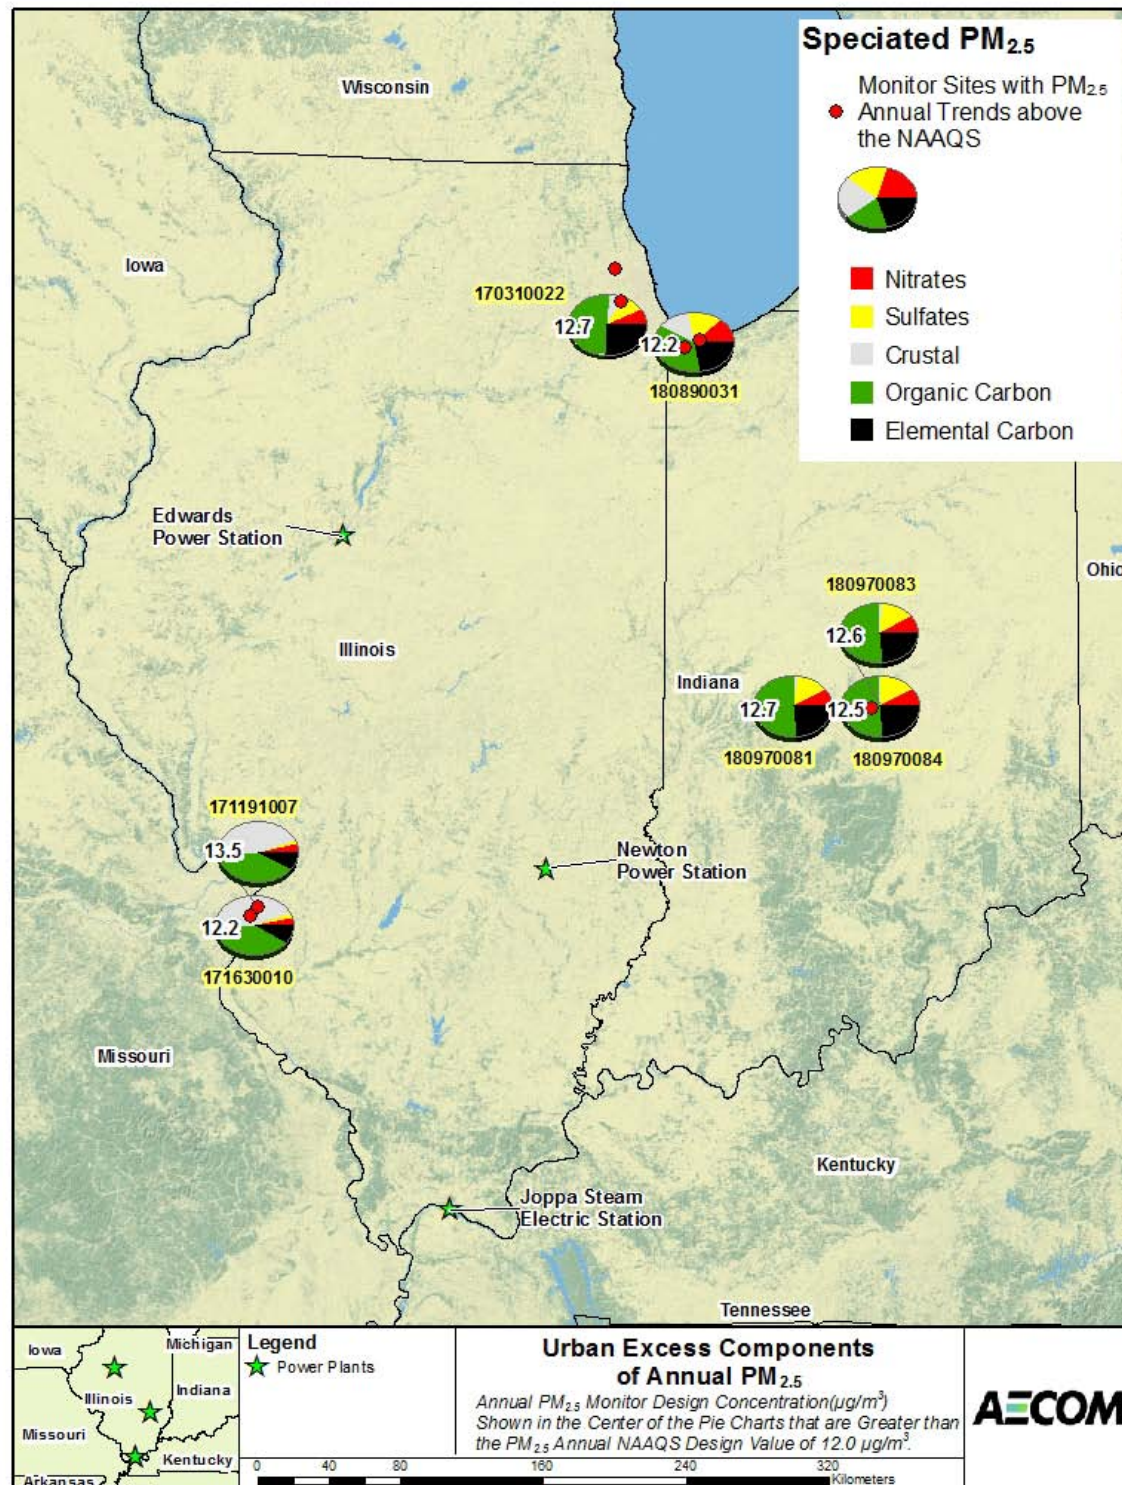 Speciated PM2.5
Monitor Sites with PM2.5
Annual Trends above
the NAAQS
Nitrates
Sulfates
Crustal
Organic Carbon
Elemental Carbon
Wisconsin
Iowa
170310022
12.7
12.2
180890031
Edwards
Power Station
Ohio
180970083
12.6
Illinois
Indiana
12.7
12.5
180970081
180970084
171191007
13.5
Newton
Power Station
12.2
171630010
Missouri
Kentucky
Joppa Steam
Electric Station
Tennessee
Iowa
Michigan
Illinois
Indiana
Missouri
Kentucky
Arkansas
Legend
Power Plants
Urban Excess Components
of Annual PM2.5
Annual PM2.5 Monitor Design Concentration(µg/m³)
Shown in the Center of the Pie Charts that are Greater than
the PM2.5 Annual NAAQS Design Value of 12.0 µg/m³.
0 40 80 160 240 320
Kilometers
AECOM